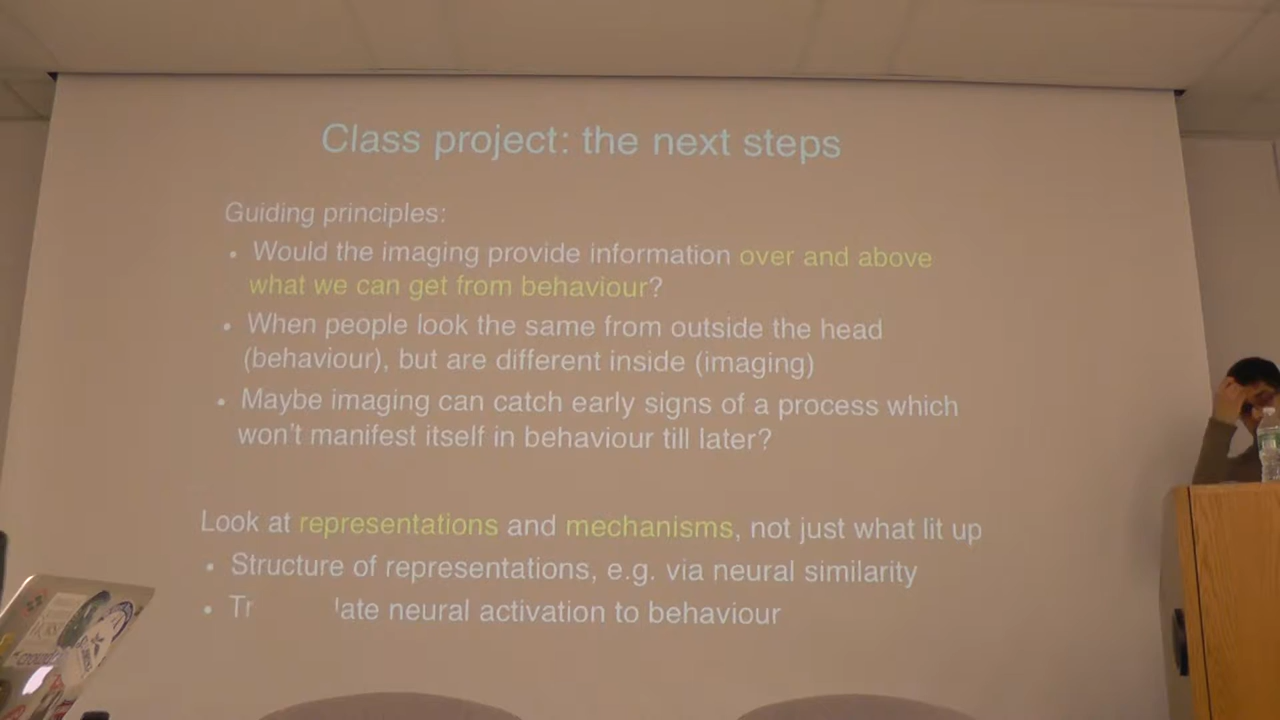 Class project: the next steps
Guiding principles:
• Would the imaging provide information over and above
what we can get from behaviour?
• When people look the same from outside the head
(behaviour), but are different inside (imaging)
• Maybe imaging can catch early signs of a process which
won't manifest itself in behaviour till later?
Look at representations and mechanisms, not just what lit up
• Structure of representations, e.g. via neural similarity
• neural activation to behaviour